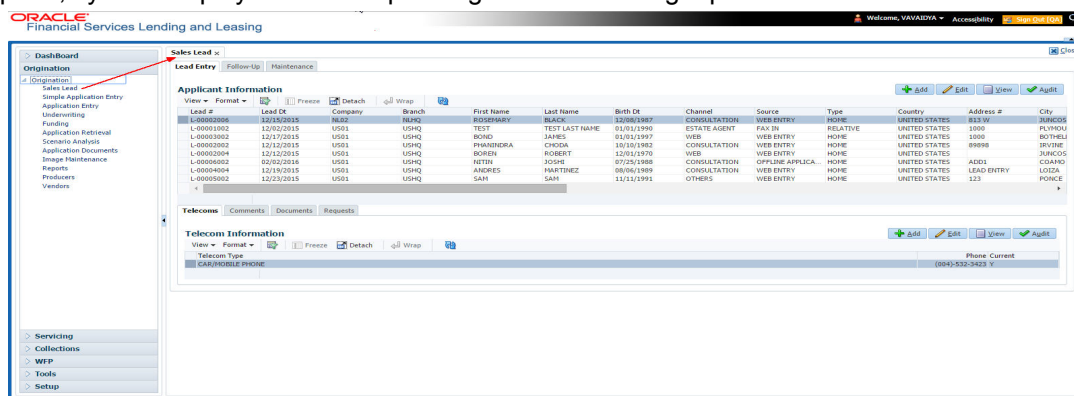 ORACLE
Financial Services Lending and Leasing
Welcome, VAVAIDYA Accessibility Sign Out [QA]
DashBoard
Origination
Origination
Sales Lead
Simple Application Entry
Application Entry
Underwriting
Funding
Application Retrieval
Scenario Analysis
Application Documents
Image Maintenance
Reports
Producers
Vendors
Servicing
Collections
WFP
Tools
Setup
Sales Lead x
Clos
Lead Entry Follow-Up Maintenance
Applicant Information
Add Edit View Audit
View Format Freeze Detach Wrap
Lead # Lead Dt Company Branch First Name Last Name Birth Dt Channel Source Type Country Address # City
L-00002006 12/15/2015 NL02 NLHQ ROSEMARY BLACK 12/08/1987 CONSULTATION WEB ENTRY HOME UNITED STATES 813 W JUNCOS
L-00001002 12/02/2015 US01 USHQ TEST TEST LAST NAME 01/01/1990 ESTATE AGENT FAX IN RELATIVE UNITED STATES 1000 PLYMOU
L-00003002 12/17/2015 US01 USHQ BOND JAMES 01/01/1997 WEB WEB ENTRY HOME UNITED STATES 1000 BOTHELL
L-00002002 12/12/2015 US01 USHQ PHANINDRA CHODA 10/10/1982 CONSULTATION WEB ENTRY HOME UNITED STATES 89898 IRVINE
L-00002004 12/12/2015 US01 USHQ BOREN ROBERT 12/01/1970 WEB WEB ENTRY HOME UNITED STATES JUNCOS
L-00006002 02/02/2016 US01 USHQ NITIN JOSHI 07/25/1988 CONSULTATION OFFLINE APPLICA... HOME UNITED STATES ADD1 COAMO
L-00004004 12/19/2015 US01 USHQ ANDRES MARTINEZ 08/06/1989 CONSULTATION WEB ENTRY HOME UNITED STATES LEAD ENTRY LOIZA
L-00005002 12/23/2015 US01 USHQ SAM SAM 11/11/1991 OTHERS WEB ENTRY HOME UNITED STATES 123 PONCE
Telecoms Comments Documents Requests
Telecom Information
Add Edit View Audit
View Format Freeze Detach Wrap
Telecom Type Phone Current
CAR/MOBILE PHONE (004)-532-3423 Y